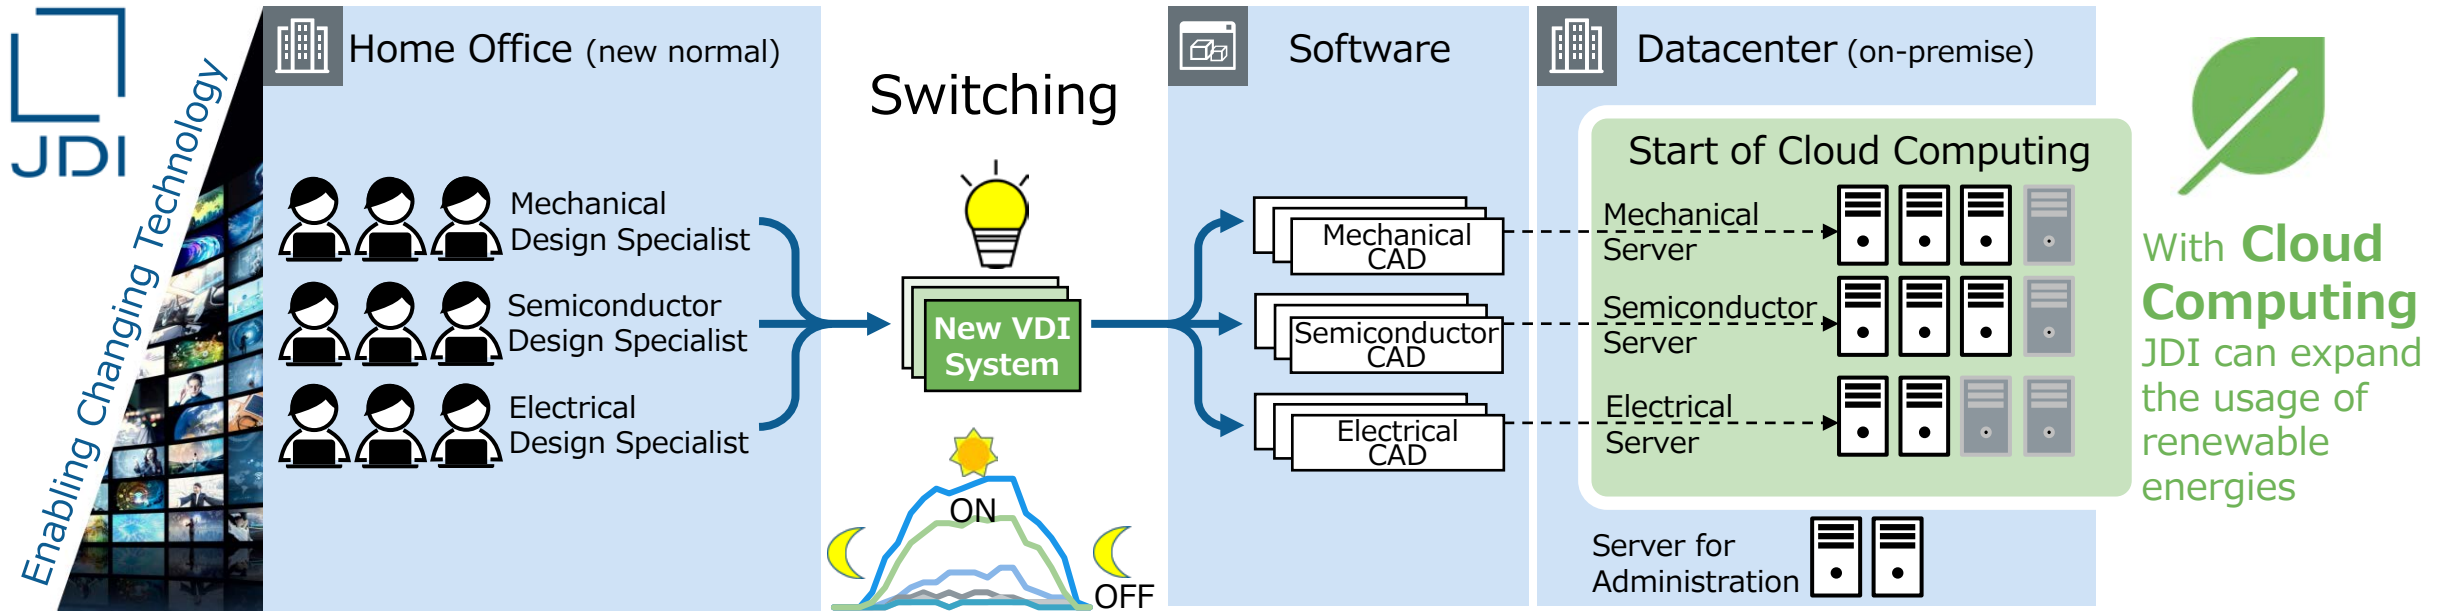 JDI
Enabling Changing Technology
Home Office (new normal)
Mechanical
Design Specialist
Semiconductor
Design Specialist
Electrical
Design Specialist
Switching
New VDI
System
ON
OFF
Software
Mechanical
CAD
Semiconductor
CAD
Electrical
CAD
Datacenter (on-premise)
Start of Cloud Computing
Mechanical
Server
Semiconductor
Server
Electrical
Server
Server for
Administration
With Cloud
Computing
JDI can expand
the usage of
renewable
energies